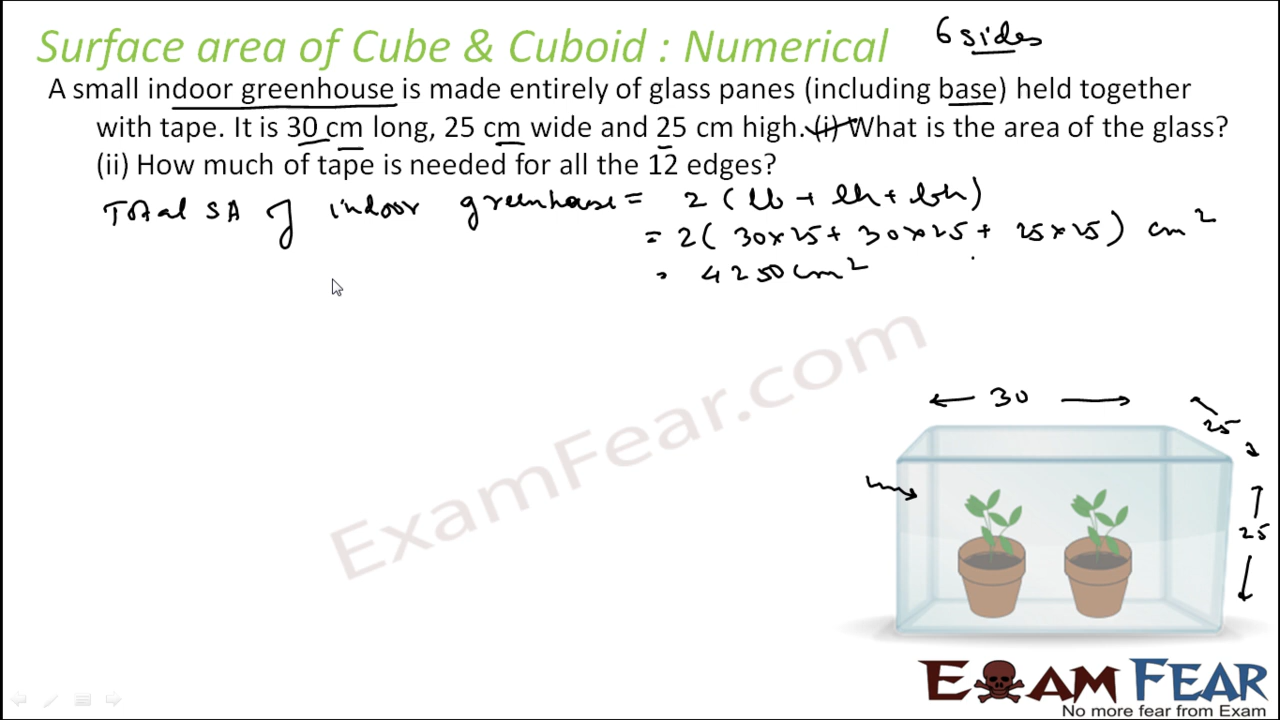 Surface area of Cube & Cuboid : Numerical
6 sides
A small indoor greenhouse is made entirely of glass panes (including base) held together
with tape. It is 30 cm long, 25 cm wide and 25 cm high. (i) What is the area of the glass?
(ii) How much of tape is needed for all the 12 edges?
Total SA of indoor greenhouse = 2 (lb + lh + bh)
= 2 ( 30×25 + 30×25 + 25×25 ) cm²
= 4250 cm²
ExamFear.com
30
25
25
EXAM FEAR
No more fear from Exam